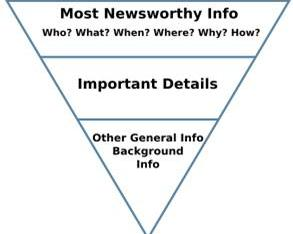 Most Newsworthy Info
Who? What? When? Where? Why? How?
Important Details
Other General Info
Background
Info